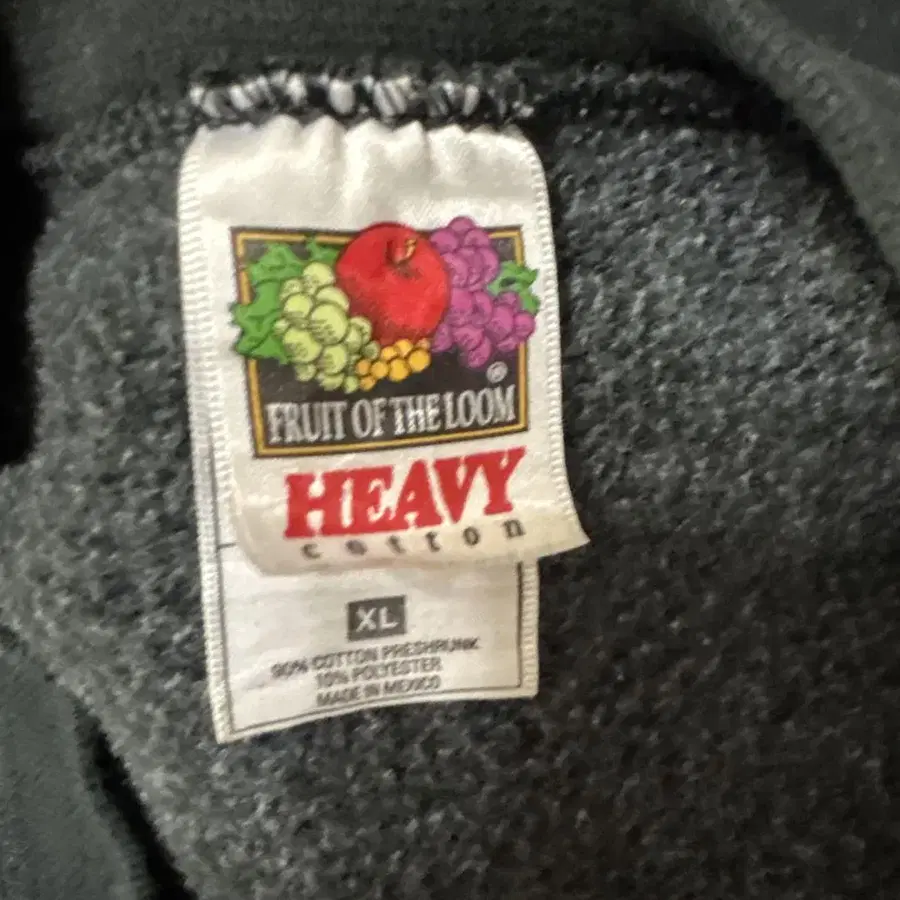 ®
FRUIT OF THE LOOM
HEAVY
cotton
XL
90% COTTON PRESHRUNK
10% POLYESTER
MADE IN MEXICO